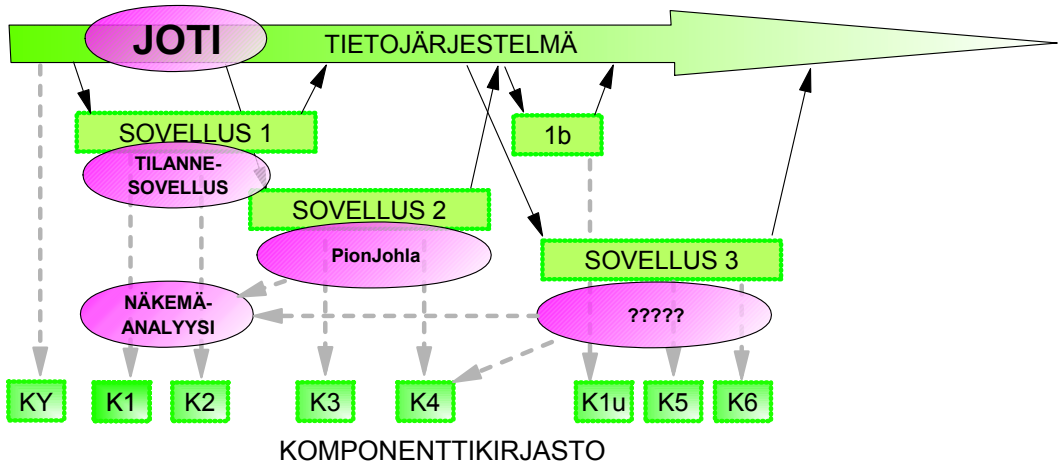 JOTI
TIETOJÄRJESTELMÄ
SOVELLUS 1
1b
TILANNE-
SOVELLUS
SOVELLUS 2
PionJohla
SOVELLUS 3
NÄKEMÄ-
ANALYYSI
?????
KY
K1
K2
K3
K4
K1u
K5
K6
KOMPONENTTIKIRJASTO